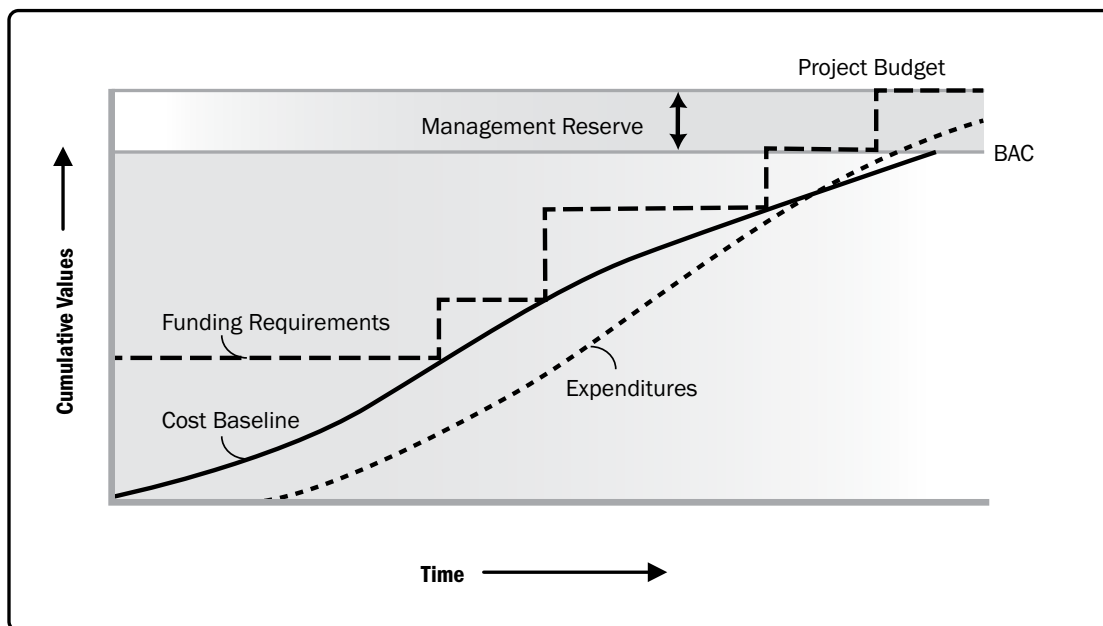 Project Budget
Management Reserve
BAC
Cumulative Values
Funding Requirements
Expenditures
Cost Baseline
Time